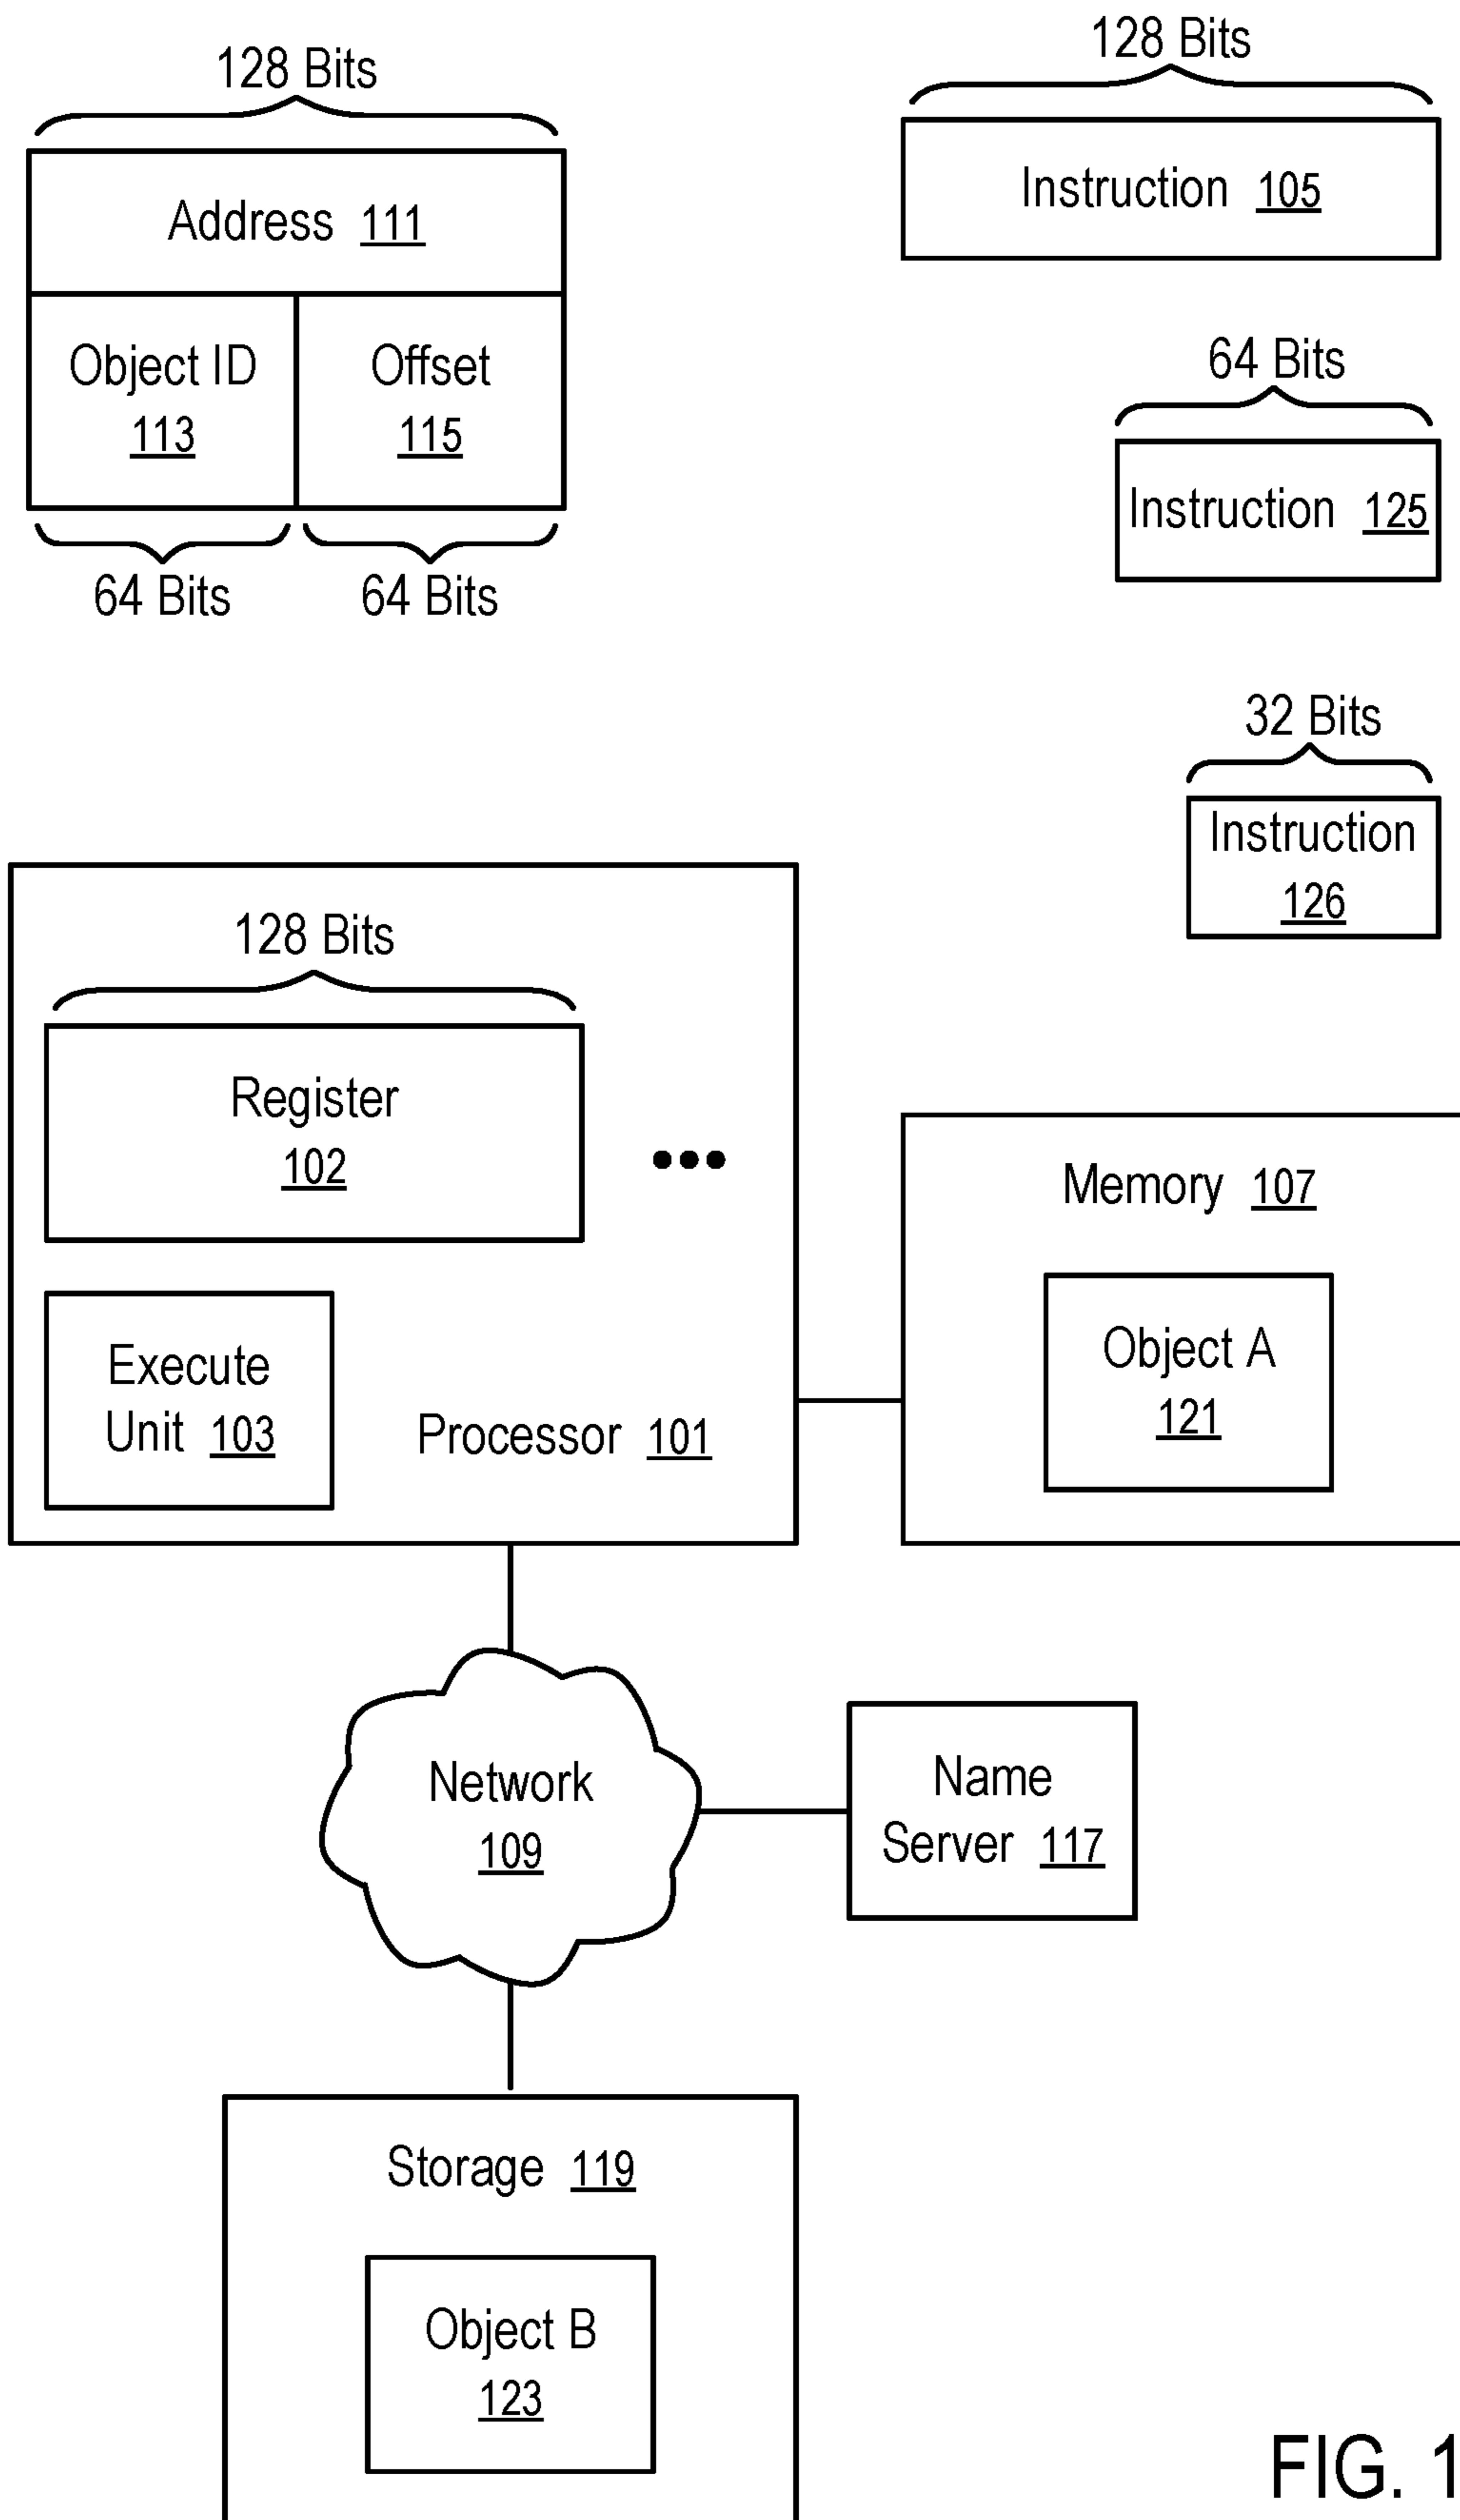 128 Bits
Address 111
Object ID
113
Offset
115
64 Bits
64 Bits
128 Bits
Instruction 105
64 Bits
Instruction 125
32 Bits
Instruction
126
128 Bits
Register
102
Execute
Unit 103
Processor 101
Memory 107
Object A
121
Network
109
Name
Server 117
Storage 119
Object B
123
FIG. 1